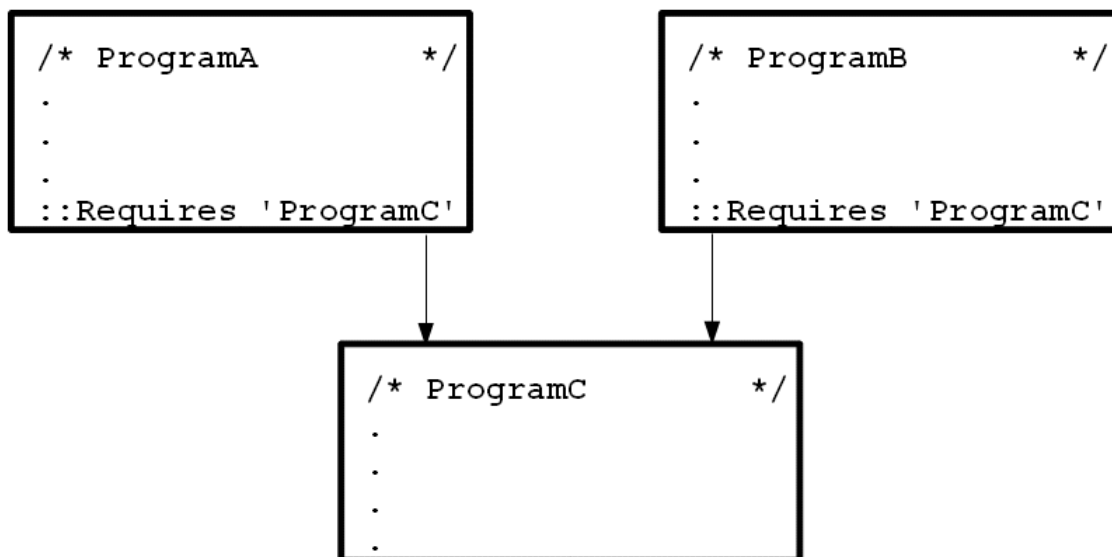 /* ProgramA */
.
.
.
::Requires 'ProgramC'
/* ProgramB */
.
.
.
::Requires 'ProgramC'
/* ProgramC */
.
.
.
.